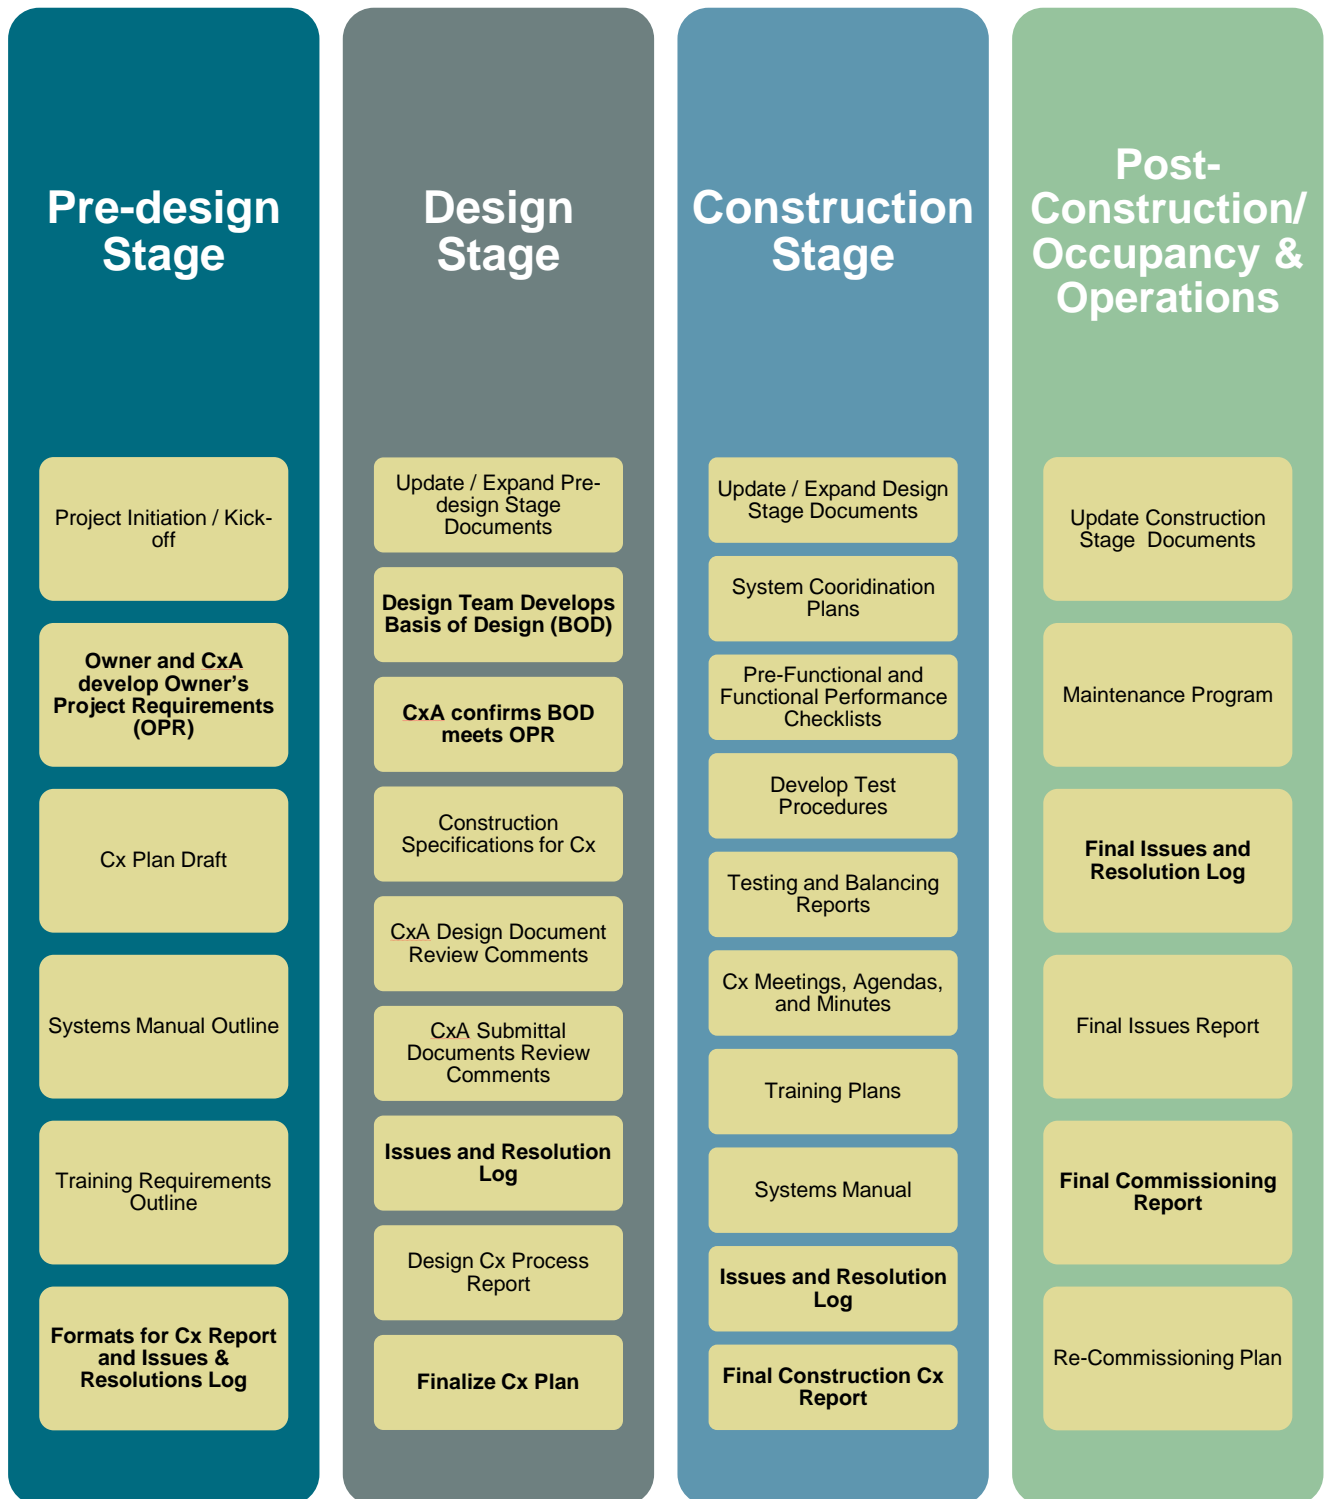 Pre-design
Stage
Project Initiation / Kick-
off
Owner and CxA
develop Owner's
Project Requirements
(OPR)
Cx Plan Draft
Systems Manual Outline
Training Requirements
Outline
Formats for Cx Report
and Issues &
Resolutions Log
Design
Stage
Update / Expand Pre-
design Stage
Documents
Design Team Develops
Basis of Design (BOD)
CxA confirms BOD
meets OPR
Construction
Specifications for Cx
CxA Design Document
Review Comments
CxA Submittal
Documents Review
Comments
Issues and Resolution
Log
Design Cx Process
Report
Finalize Cx Plan
Construction
Stage
Update / Expand Design
Stage Documents
System Cooridination
Plans
Pre-Functional and
Functional Performance
Checklists
Develop Test
Procedures
Testing and Balancing
Reports
Cx Meetings, Agendas,
and Minutes
Training Plans
Systems Manual
Issues and Resolution
Log
Final Construction Cx
Report
Post-
Construction/
Occupancy &
Operations
Update Construction
Stage  Documents
Maintenance Program
Final Issues and
Resolution Log
Final Issues Report
Final Commissioning
Report
Re-Commissioning Plan